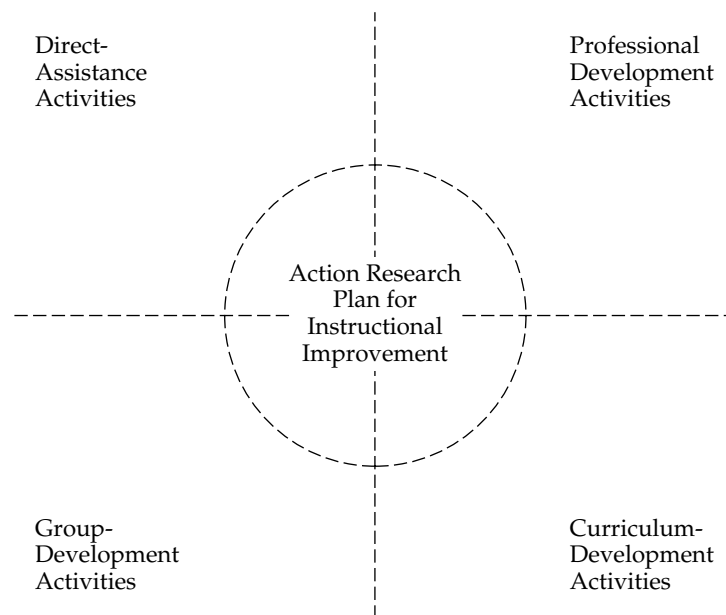 Direct-
Assistance
Activities
Professional
Development
Activities
Action Research
Plan for
Instructional
Improvement
Group-
Development
Activities
Curriculum-
Development
Activities